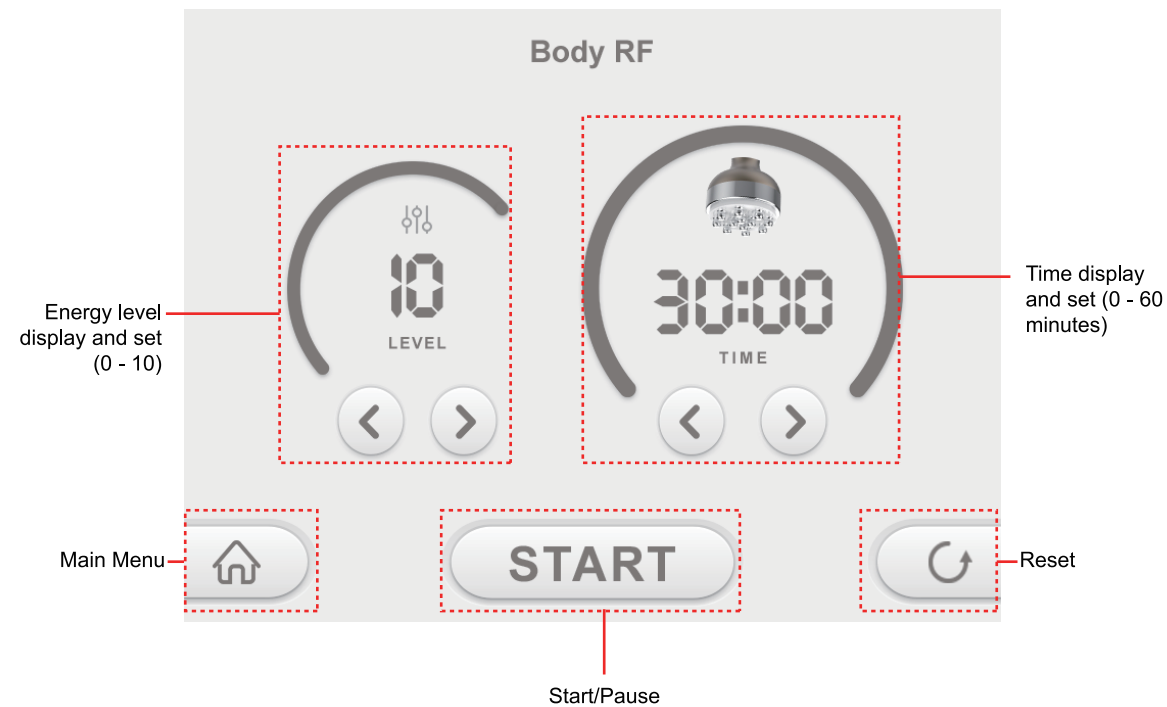 Body RF
10
LEVEL
30:00
TIME
Energy level
display and set
(0 - 10)
Time display
and set (0 - 60
minutes)
Main Menu
START
Reset
Start/Pause